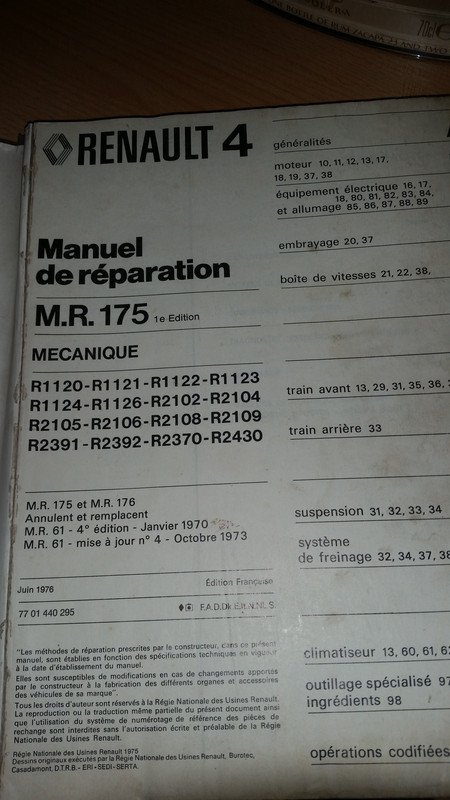 ONE BOTTLE OF
RENAULT 4
Manuel
de réparation
M.R. 175 1e Edition
MECANIQUE
R1120-R1121-R1122-R1123
R1124-R1126-R2102-R2104
R2105-R2106-R2108-R2109
R2391-R2392-R2370-R2430
M.R. 175 et M.R. 176
Annulent et remplacent
M.R. 61 - 4° édition - Janvier 1970
M.R. 61 - mise à jour n° 4 - Octobre 1973
Juin 1976
Édition Française
77 01 440 295
"Les méthodes de réparation prescrites par le constructeur, dans ce présent
manuel, sont établies en fonction des spécifications techniques en vigueur
à la date d'établissement du manuel.
Elles sont susceptibles de modifications en cas de changements apportés
par le constructeur à la fabrication des différents organes et accessoires
des véhicules de sa marque".
Tous les droits d'auteur sont réservés à la Régie Nationale des Usines Renault.
La reproduction ou la traduction même partielle du présent document ainsi
que l'utilisation du système de numérotage de référence des pièces de
rechange sont interdites sans l'autorisation écrite et préalable de la Régie
Nationale des Usines Renault.
Régie Nationale des Usines Renault 1975
Dessins originaux exécutés par la Régie Nationale des Usines Renault, Burotec,
Casadamont, D.T.R.B. - ERI - SEDI - SERTA.
généralités
moteur 10, 11, 12, 13, 17,
18, 19, 37, 38
équipement électrique 16, 17,
18, 80, 81, 82, 83, 84,
et allumage 85, 86, 87, 88, 89
embrayage 20, 37
boîte de vitesses 21, 22, 38,
train avant 13, 29, 31, 35, 36,
train arrière 33
suspension 31, 32, 33, 34
système
de freinage 32, 34, 37, 38
climatiseur 13, 60, 61, 62
outillage spécialisé 97
ingrédients 98
opérations codifiées